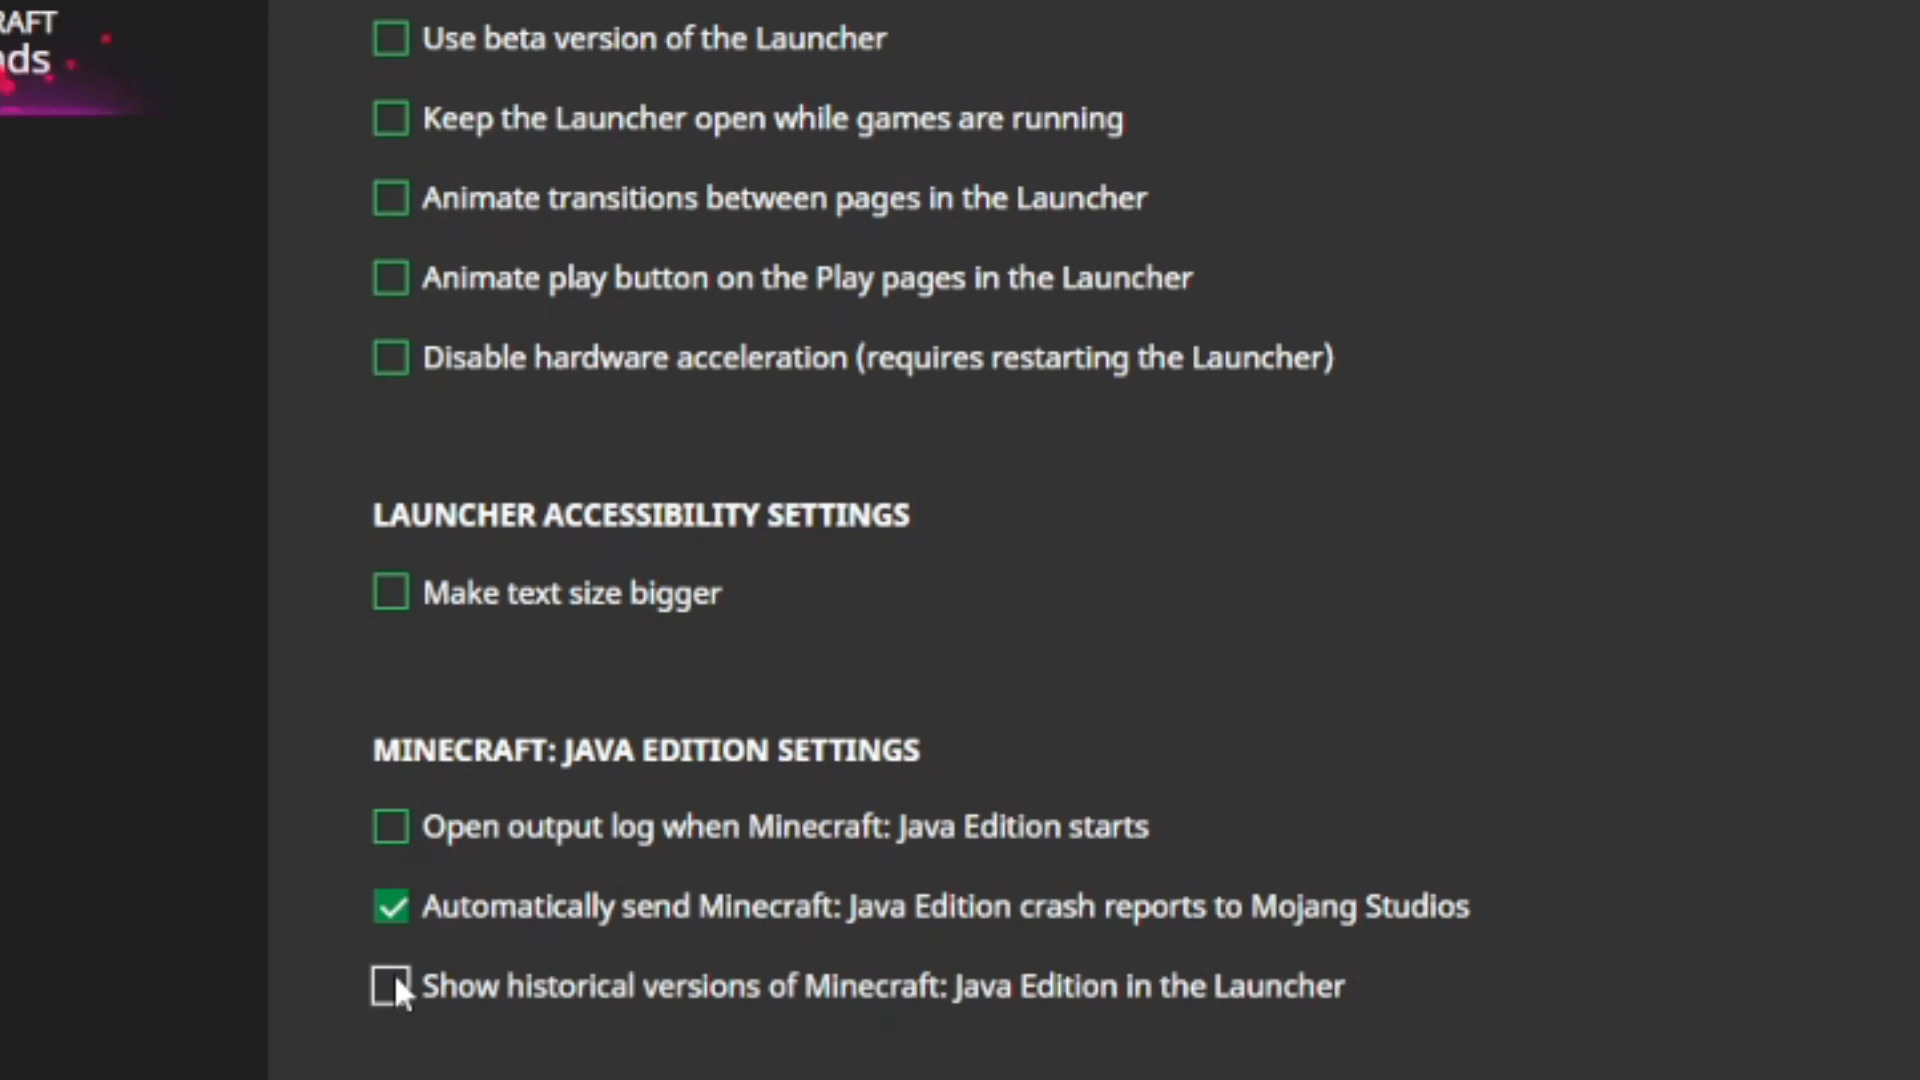 RAFT
nds
Use beta version of the Launcher
Keep the Launcher open while games are running
Animate transitions between pages in the Launcher
Animate play button on the Play pages in the Launcher
Disable hardware acceleration (requires restarting the Launcher)
LAUNCHER ACCESSIBILITY SETTINGS
Make text size bigger
MINECRAFT: JAVA EDITION SETTINGS
Open output log when Minecraft: Java Edition starts
Automatically send Minecraft: Java Edition crash reports to Mojang Studios
Show historical versions of Minecraft: Java Edition in the Launcher